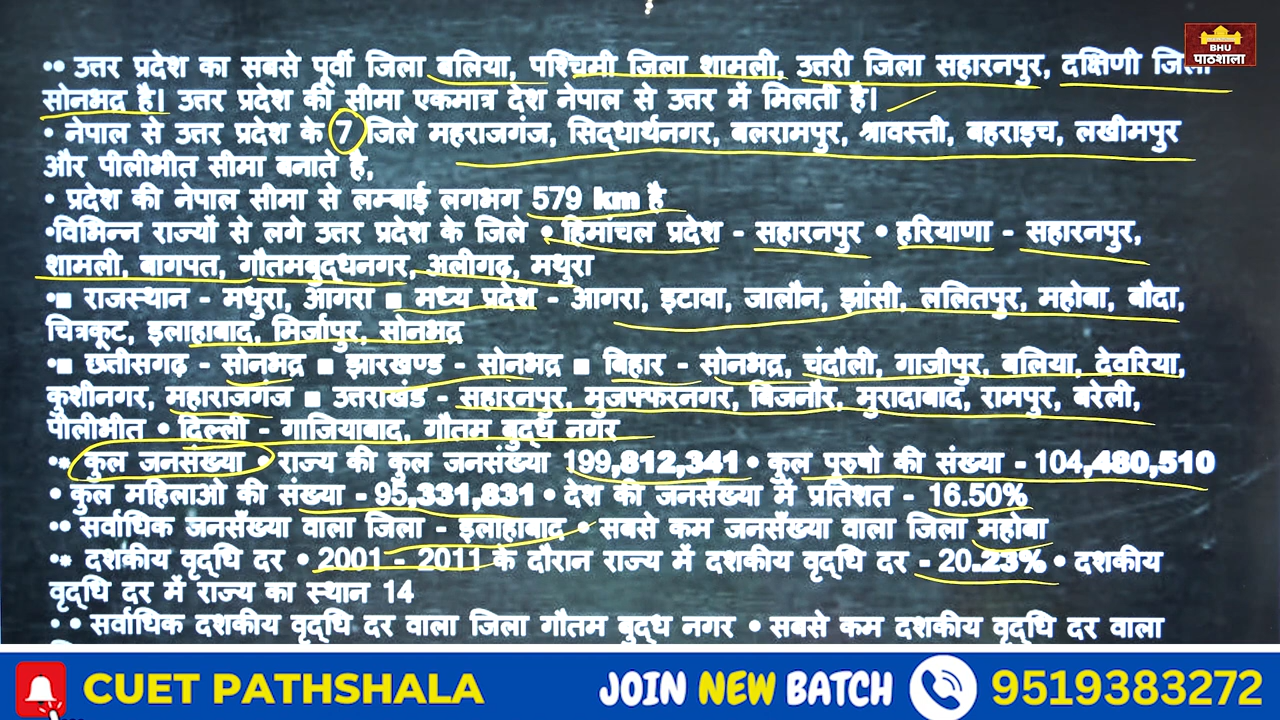 BHU
पाठशाला
•• उत्तर प्रदेश का सबसे पूर्वी जिला बलिया, पश्चिमी जिला शामली, उत्तरी जिला सहारनपुर, दक्षिणी जिला
सोनभद्र है। उत्तर प्रदेश की सीमा एकमात्र देश नेपाल से उत्तर में मिलती है।
• नेपाल से उत्तर प्रदेश के 7 जिले महराजगंज, सिद्धार्थनगर, बलरामपुर, श्रावस्ती, बहराइच, लखीमपुर
और पीलीभीत सीमा बनाते है,
• प्रदेश की नेपाल सीमा से लम्बाई लगभग 579 km है
•विभिन्न राज्यों से लगे उत्तर प्रदेश के जिले • हिमांचल प्रदेश - सहारनपुर • हरियाणा - सहारनपुर,
शामली, बागपत, गौतमबुद्धनगर, अलीगढ़, मथुरा
•■ राजस्थान - मथुरा, आगरा ■ मध्य प्रदेश - आगरा, इटावा, जालौन, झांसी, ललितपुर, महोबा, बाँदा,
चित्रकूट, इलाहाबाद, मिर्जापुर, सोनभद्र
•■ छत्तीसगढ़ - सोनभद्र ■ झारखण्ड - सोनभद्र ■ बिहार - सोनभद्र, चंदौली, गाजीपुर, बलिया, देवरिया,
कुशीनगर, महाराजगंज ■ उत्तराखंड - सहारनपुर, मुजफ्फरनगर, बिजनौर, मुरादाबाद, रामपुर, बरेली,
पीलीभीत • दिल्ली - गाजियाबाद, गौतम बुद्ध नगर
•* कुल जनसंख्या • राज्य की कुल जनसंख्या 199,812,341 • कुल पुरुषो की संख्या - 104,480,510
• कुल महिलाओ की संख्या - 95,331,831 • देश की जनसँख्या में प्रतिशत - 16.50%
•• सर्वाधिक जनसँख्या वाला जिला - इलाहाबाद • सबसे कम जनसँख्या वाला जिला महोबा
•* दशकीय वृद्धि दर • 2001 - 2011 के दौरान राज्य में दशकीय वृद्धि दर - 20.23% • दशकीय
वृद्धि दर में राज्य का स्थान 14
• • सर्वाधिक दशकीय वृद्धि दर वाला जिला गौतम बुद्ध नगर • सबसे कम दशकीय वृद्धि दर वाला
CUET PATHSHALA JOIN NEW BATCH 9519383272